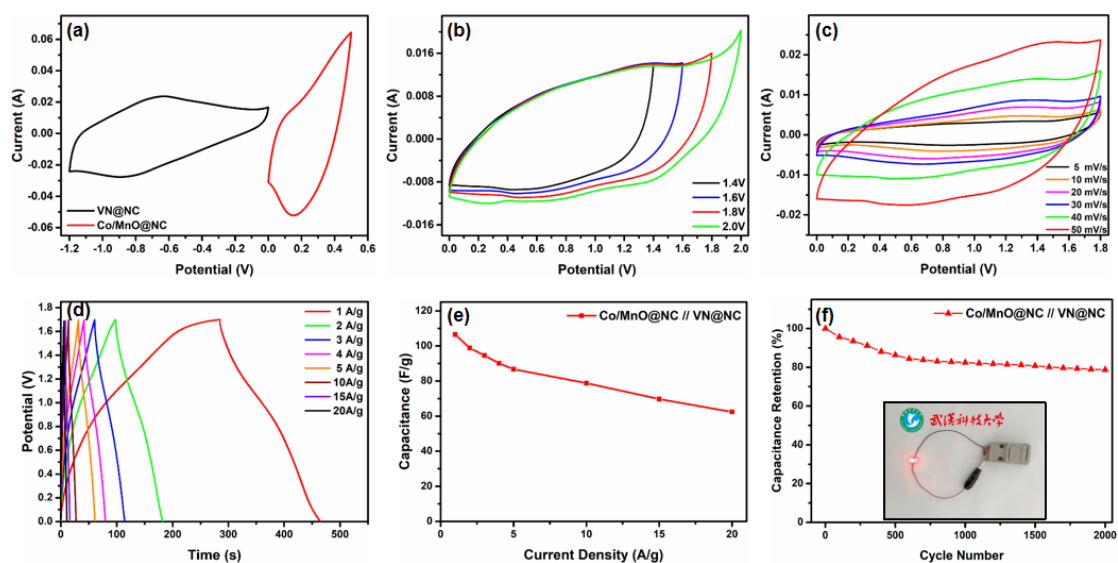 (a)
Current (A)
0.06
0.04
0.02
0.00
-0.02
-0.04
-0.06
VN@NC
Co/MnO@NC
-1.2 -1.0 -0.8 -0.6 -0.4 -0.2 0.0 0.2 0.4 0.6
Potential (V)
(b)
Current (A)
0.016
0.008
0.000
-0.008
-0.016
1.4V
1.6V
1.8V
2.0V
0.0 0.2 0.4 0.6 0.8 1.0 1.2 1.4 1.6 1.8 2.0
Potential (V)
(c)
Current (A)
0.02
0.01
0.00
-0.01
-0.02
5 mV/s
10 mV/s
20 mV/s
30 mV/s
40 mV/s
50 mV/s
0.0 0.2 0.4 0.6 0.8 1.0 1.2 1.4 1.6 1.8
Potential (V)
(d)
Potential (V)
1.8
1.6
1.4
1.2
1.0
0.8
0.6
0.4
0.2
0.0
1 A/g
2 A/g
3 A/g
4 A/g
5 A/g
10A/g
15A/g
20A/g
0 100 200 300 400 500
Time (s)
(e)
Co/MnO@NC // VN@NC
Capacitance (F/g)
120
100
80
60
40
20
0
0 5 10 15 20
Current Density (A/g)
(f)
Co/MnO@NC // VN@NC
Capacitance Retention (%)
100
80
60
40
20
0
武漢科技大学
0 500 1000 1500 2000
Cycle Number